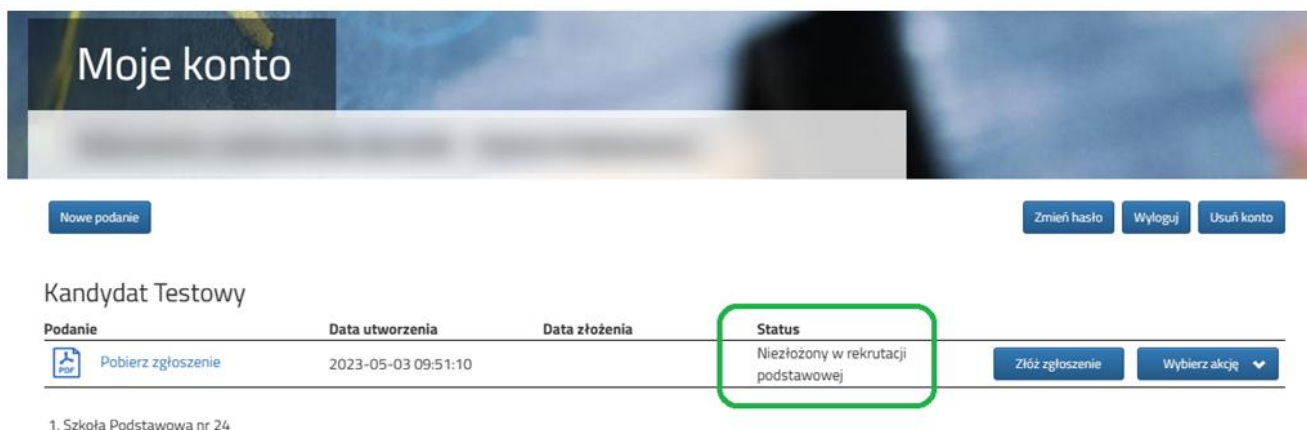 Moje konto
Nowe podanie
Zmień hasło Wyloguj Usuń konto
Kandydat Testowy
Podanie Data utworzenia Data złożenia Status
PDF Pobierz zgłoszenie 2023-05-03 09:51:10 Niezłożony w rekrutacji
podstawowej
Złóż zgłoszenie Wybierz akcję
1. Szkoła Podstawowa nr 24